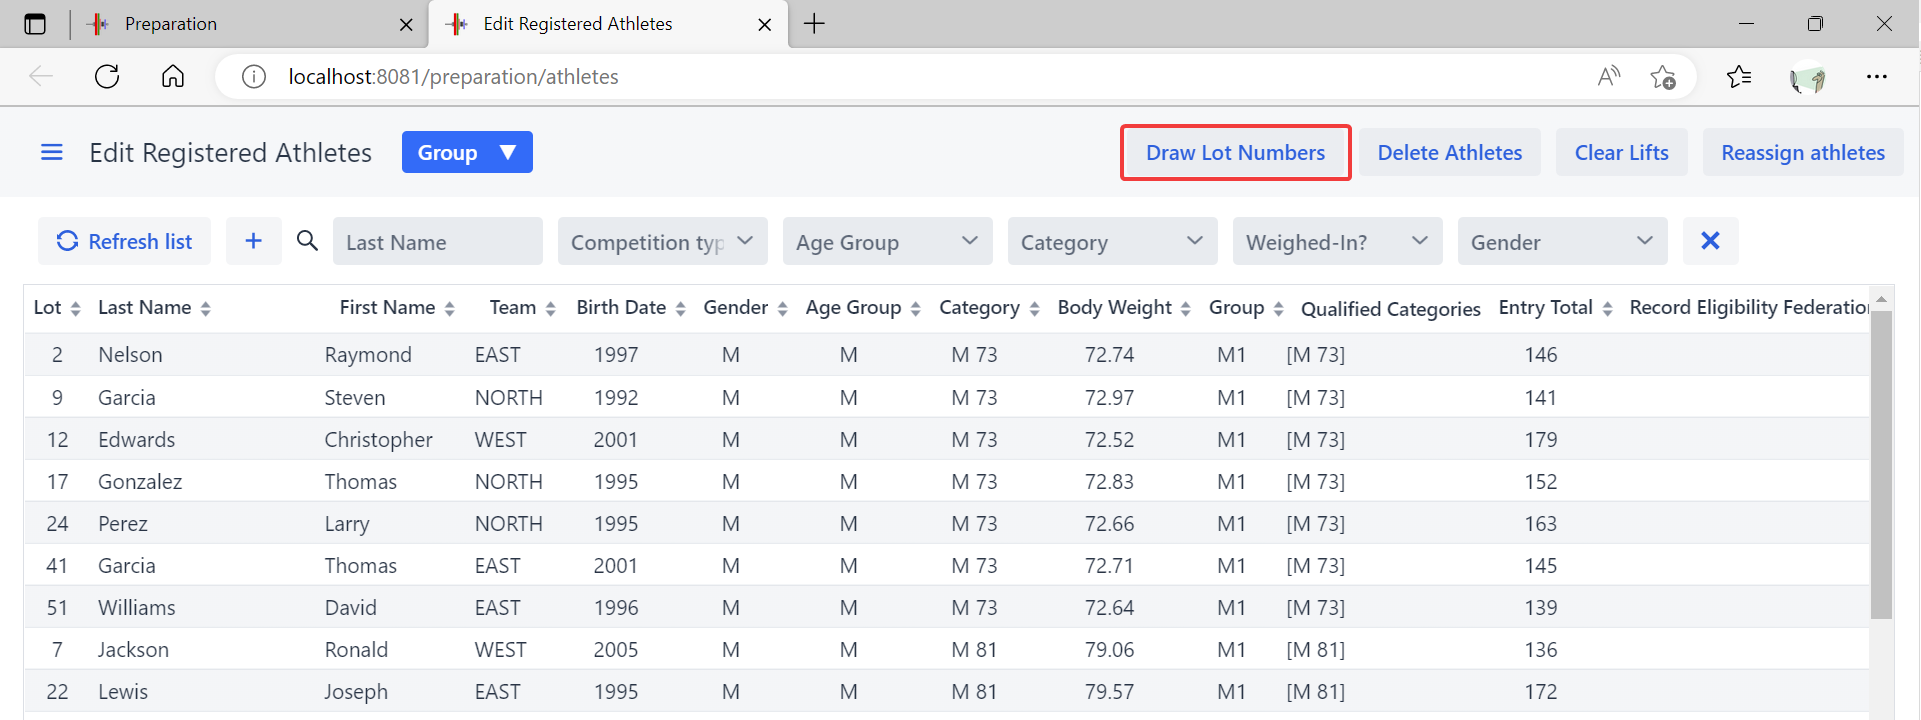 Preparation Edit Registered Athletes
localhost:8081/preparation/athletes
Edit Registered Athletes Group Draw Lot Numbers Delete Athletes Clear Lifts Reassign athletes
Refresh list + Last Name Competition typ Age Group Category Weighed-In? Gender
Lot Last Name First Name Team Birth Date Gender Age Group Category Body Weight Group Qualified Categories Entry Total Record Eligibility Federation
2 Nelson Raymond EAST 1997 M M M 73 72.74 M1 [M 73] 146
9 Garcia Steven NORTH 1992 M M M 73 72.97 M1 [M 73] 141
12 Edwards Christopher WEST 2001 M M M 73 72.52 M1 [M 73] 179
17 Gonzalez Thomas NORTH 1995 M M M 73 72.83 M1 [M 73] 152
24 Perez Larry NORTH 1995 M M M 73 72.66 M1 [M 73] 163
41 Garcia Thomas EAST 2001 M M M 73 72.71 M1 [M 73] 145
51 Williams David EAST 1996 M M M 73 72.64 M1 [M 73] 139
7 Jackson Ronald WEST 2005 M M M 81 79.06 M1 [M 81] 136
22 Lewis Joseph EAST 1995 M M M 81 79.57 M1 [M 81] 172